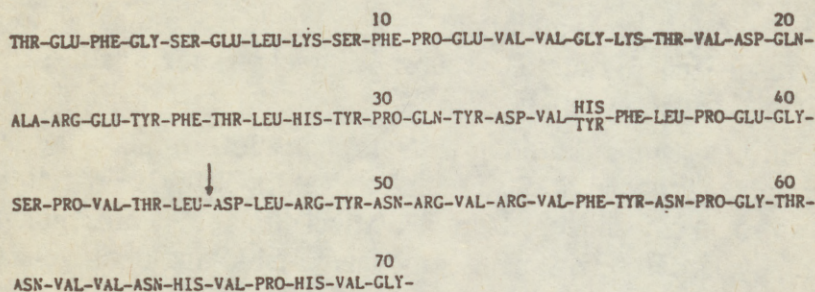 10 20
THR-GLU-PHE-GLY-SER-GLU-LEU-LYS-SER-PHE-PRO-GLU-VAL-VAL-GLY-LYS-THR-VAL-ASP-GLN-
30 40
ALA-ARG-GLU-TYR-PHE-THR-LEU-HIS-TYR-PRO-GLN-TYR-ASP-VAL-HIS/TYR-PHE-LEU-PRO-GLU-GLY-
50 60
SER-PRO-VAL-THR-LEU-ASP-LEU-ARG-TYR-ASN-ARG-VAL-ARG-VAL-PHE-TYR-ASN-PRO-GLY-THR-
70
ASN-VAL-VAL-ASN-HIS-VAL-PRO-HIS-VAL-GLY-